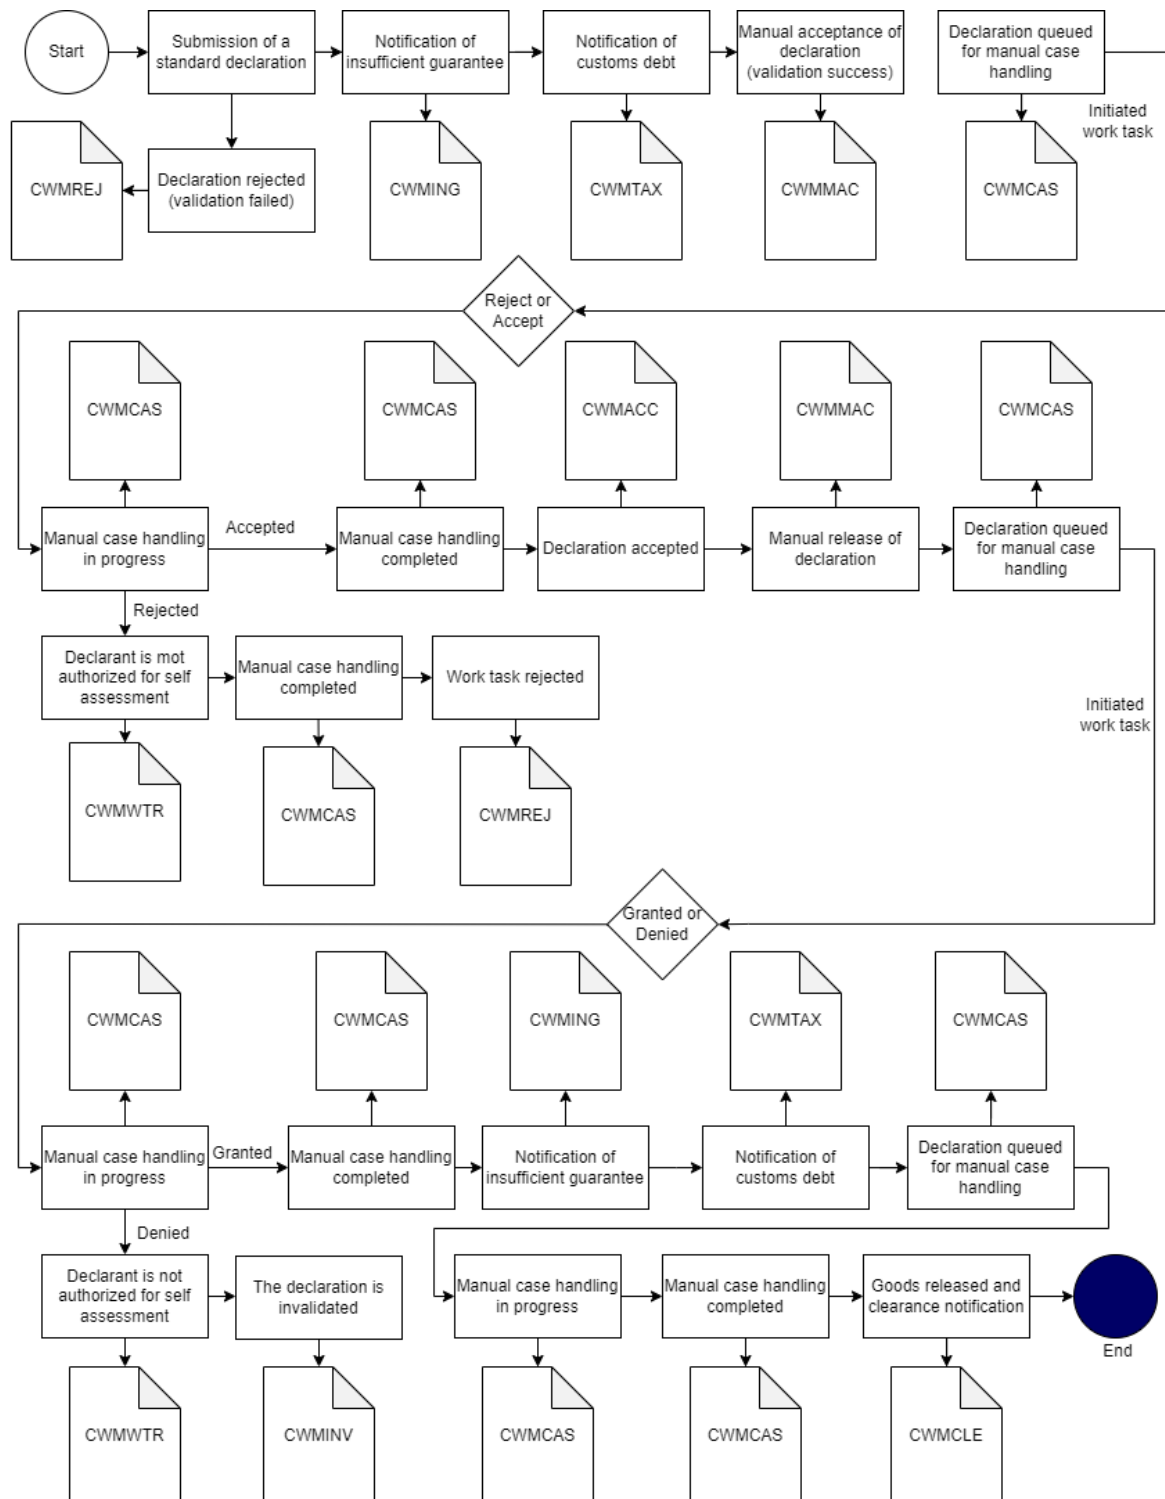 Start
Submission of a
standard declaration
Notification of
insufficient guarantee
Notification of
customs debt
Manual acceptance of
declaration
(validation success)
Declaration queued
for manual case
handling
Initiated
work task
CWMREJ
Declaration rejected
(validation failed)
CWMING
CWMTAX
CWMMAC
CWMCAS
Reject or
Accept
CWMCAS
CWMCAS
CWMACC
CWMMAC
CWMCAS
Manual case handling
in progress
Accepted
Manual case handling
completed
Declaration accepted
Manual release of
declaration
Declaration queued
for manual case
handling
Rejected
Declarant is mot
authorized for self
assessment
Manual case handling
completed
Work task rejected
Initiated
work task
CWMWTR
CWMCAS
CWMREJ
Granted or
Denied
CWMCAS
CWMCAS
CWMING
CWMTAX
CWMCAS
Manual case handling
in progress
Granted
Manual case handling
completed
Notification of
insufficient guarantee
Notification of
customs debt
Declaration queued
for manual case
handling
Denied
Declarant is not
authorized for self
assessment
The declaration is
invalidated
Manual case handling
in progress
Manual case handling
completed
Goods released and
clearance notification
End
CWMWTR
CWMINV
CWMCAS
CWMCAS
CWMCLE